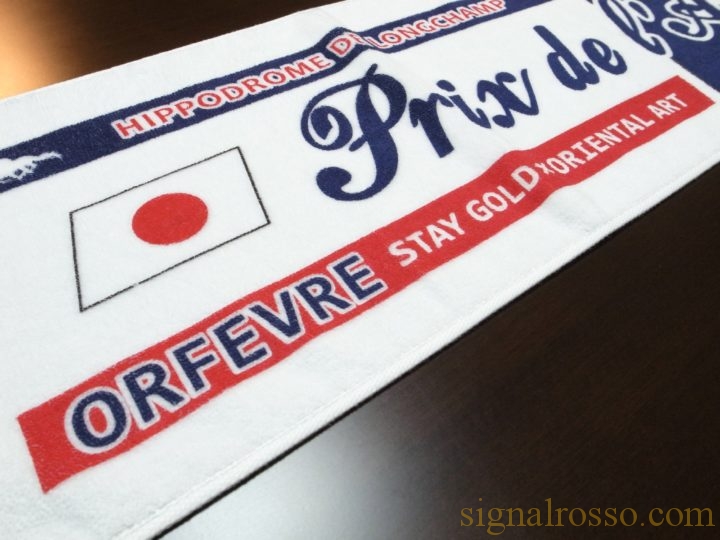 HIPPODROME DE LONGCHAMP
Prix de
ORFEVRE STAY GOLD×ORIENTAL ART
signalrosso.com